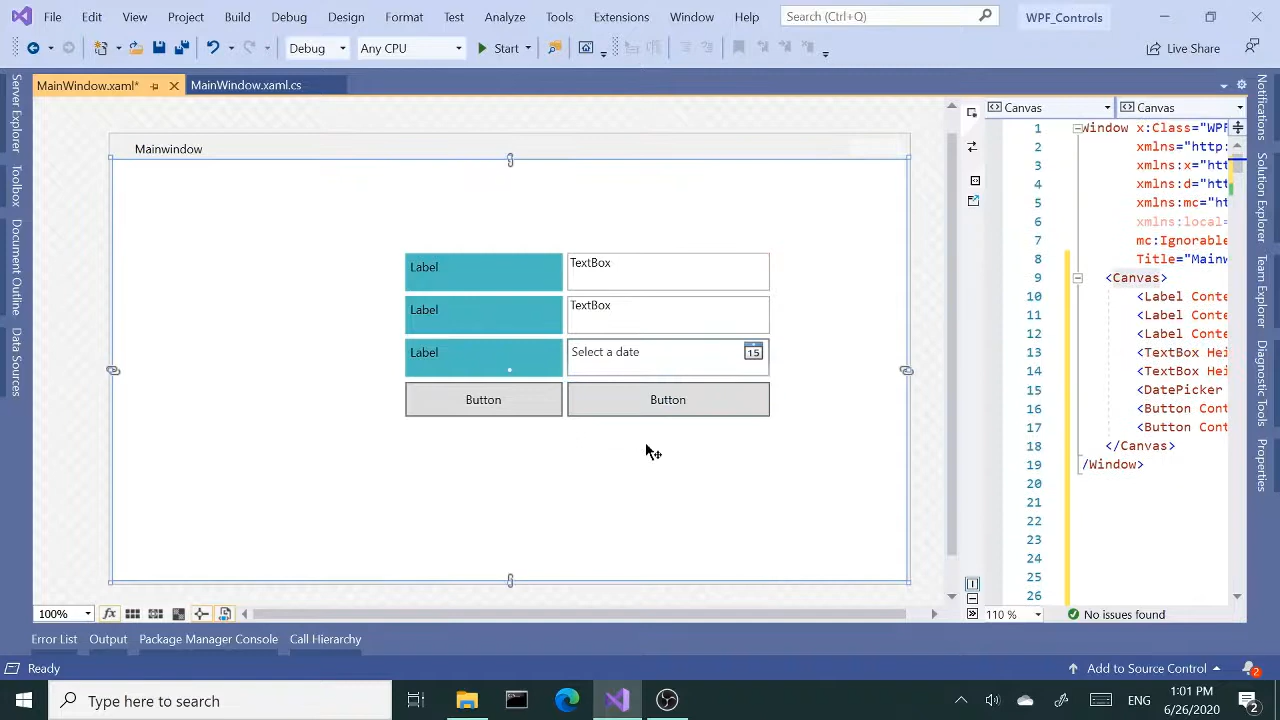 File Edit View Project Build Debug Design Format Test Analyze Tools Extensions Window Help Search (Ctrl+Q) WPF_Controls
Debug Any CPU Start Live Share
MainWindow.xaml* MainWindow.xaml.cs
Server Explorer
Toolbox
Document Outline
Data Sources
Mainwindow
Label TextBox
Label TextBox
Label Select a date 15
Button Button
Canvas Canvas
1 Window x:Class="WPF
2 xmlns="http:
3 xmlns:x="htt
4 xmlns:d="htt
5 xmlns:mc="ht
6 xmlns:local=
7 mc:Ignorable
8 Title="Mainw
9 <Canvas>
10 <Label Conte
11 <Label Conte
12 <Label Conte
13 <TextBox Hei
14 <TextBox Hei
15 <DatePicker
16 <Button Cont
17 <Button Cont
18 </Canvas>
19 /Window>
20
21
22
23
24
25
26
Notifications
Solution Explorer
Team Explorer
Diagnostic Tools
Properties
100% fx 110 % No issues found
Error List Output Package Manager Console Call Hierarchy
Ready Add to Source Control 2
Type here to search ENG 1:01 PM
6/26/2020 2